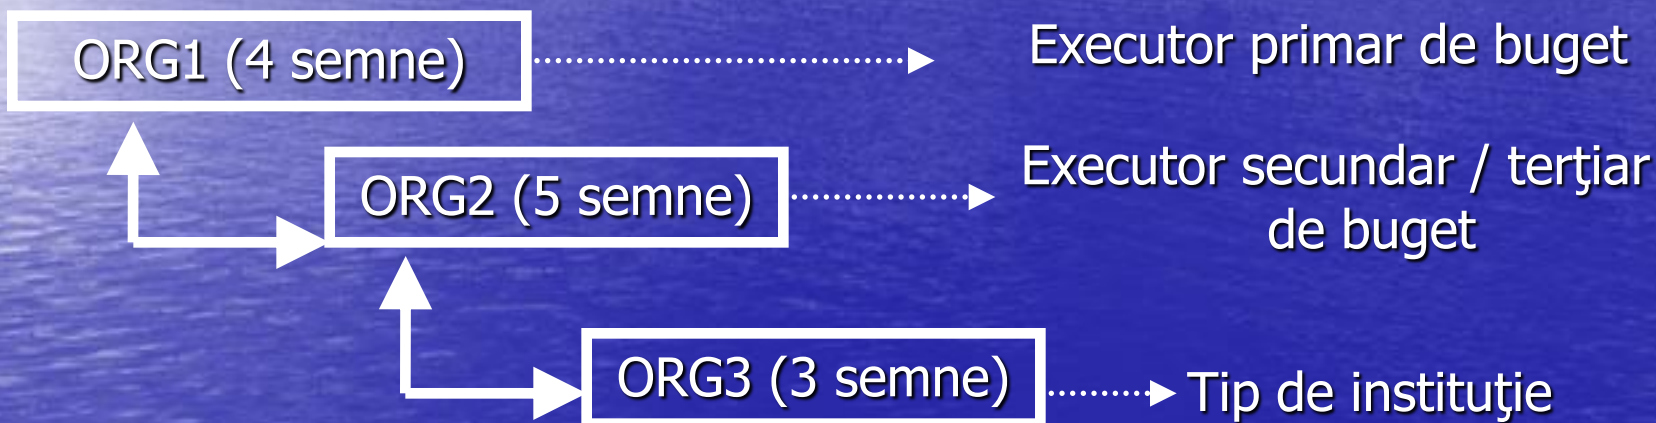 ORG1 (4 semne)
Executor primar de buget
ORG2 (5 semne)
Executor secundar / terţiar
de buget
ORG3 (3 semne)
Tip de instituţie